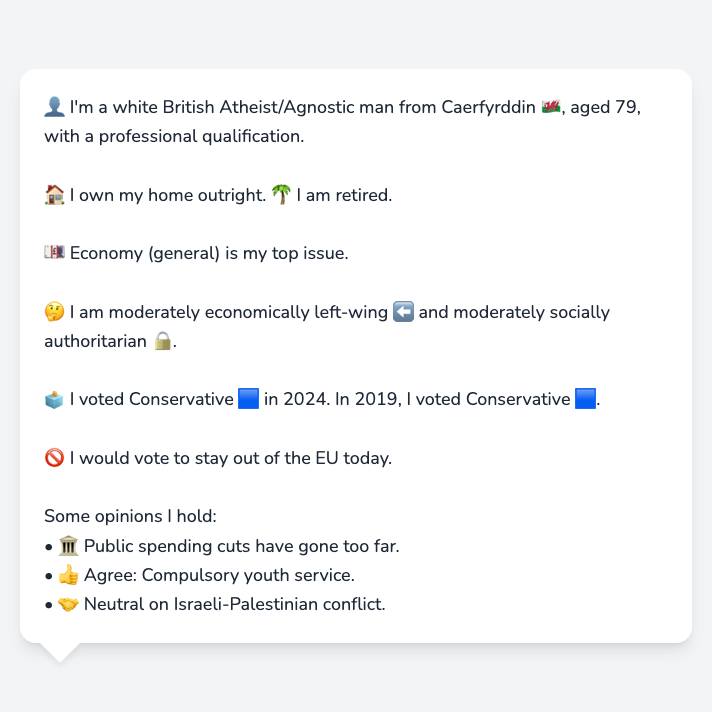 👤 I'm a white British Atheist/Agnostic man from Caerfyrddin 🏴󠁧󠁢󠁷󠁬󠁳󠁿, aged 79,
with a professional qualification.
🏠 I own my home outright. 🌴 I am retired.
💷 Economy (general) is my top issue.
🤔 I am moderately economically left-wing ⬅️ and moderately socially
authoritarian 🔒.
🗳️ I voted Conservative 🟦 in 2024. In 2019, I voted Conservative 🟦.
🚫 I would vote to stay out of the EU today.
Some opinions I hold:
• 🏛️ Public spending cuts have gone too far.
• 👍 Agree: Compulsory youth service.
• 🤝 Neutral on Israeli-Palestinian conflict.